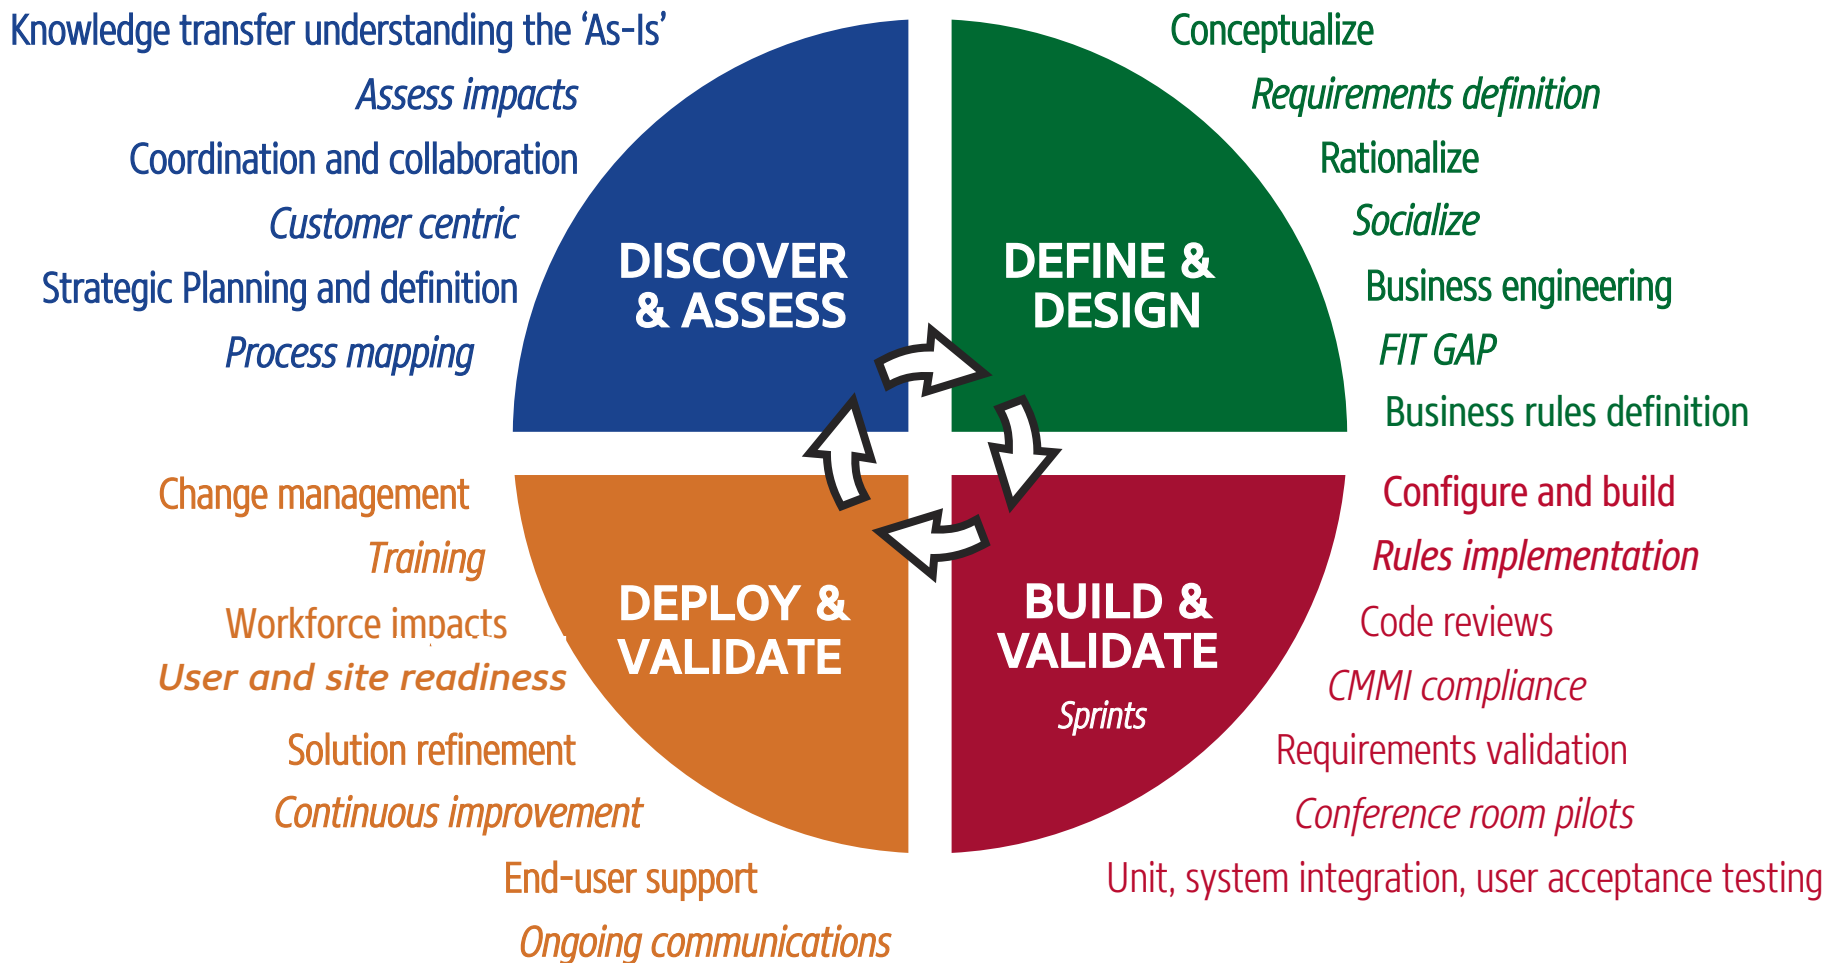 Knowledge transfer understanding the ‘As-Is’
Assess impacts
Coordination and collaboration
Customer centric
Strategic Planning and definition
Process mapping
DISCOVER
& ASSESS
Conceptualize
Requirements definition
Rationalize
Socialize
Business engineering
FIT GAP
Business rules definition
DEFINE &
DESIGN
Configure and build
Rules implementation
Code reviews
CMMI compliance
Requirements validation
Conference room pilots
Unit, system integration, user acceptance testing
BUILD &
VALIDATE
Sprints
Change management
Training
Workforce impacts
User and site readiness
Solution refinement
Continuous improvement
End-user support
Ongoing communications
DEPLOY &
VALIDATE